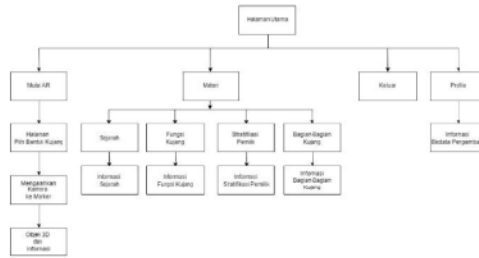 Halaman Utama
Mulai AR
Materi
Keluar
Profile
Halaman
Pilih Bentuk Kujang
Sejarah
Fungsi
Kujang
Stratifikasi
Pemilik
Bagian-Bagian
Kujang
Informasi
Biodata Pengembang
Mengarahkan
Kamera
ke Marker
Informasi
Sejarah
Informasi
Fungsi Kujang
Informasi
Stratifikasi Pemilik
Informasi
Bagian-Bagian
Kujang
Objek 3D
dan
Informasi